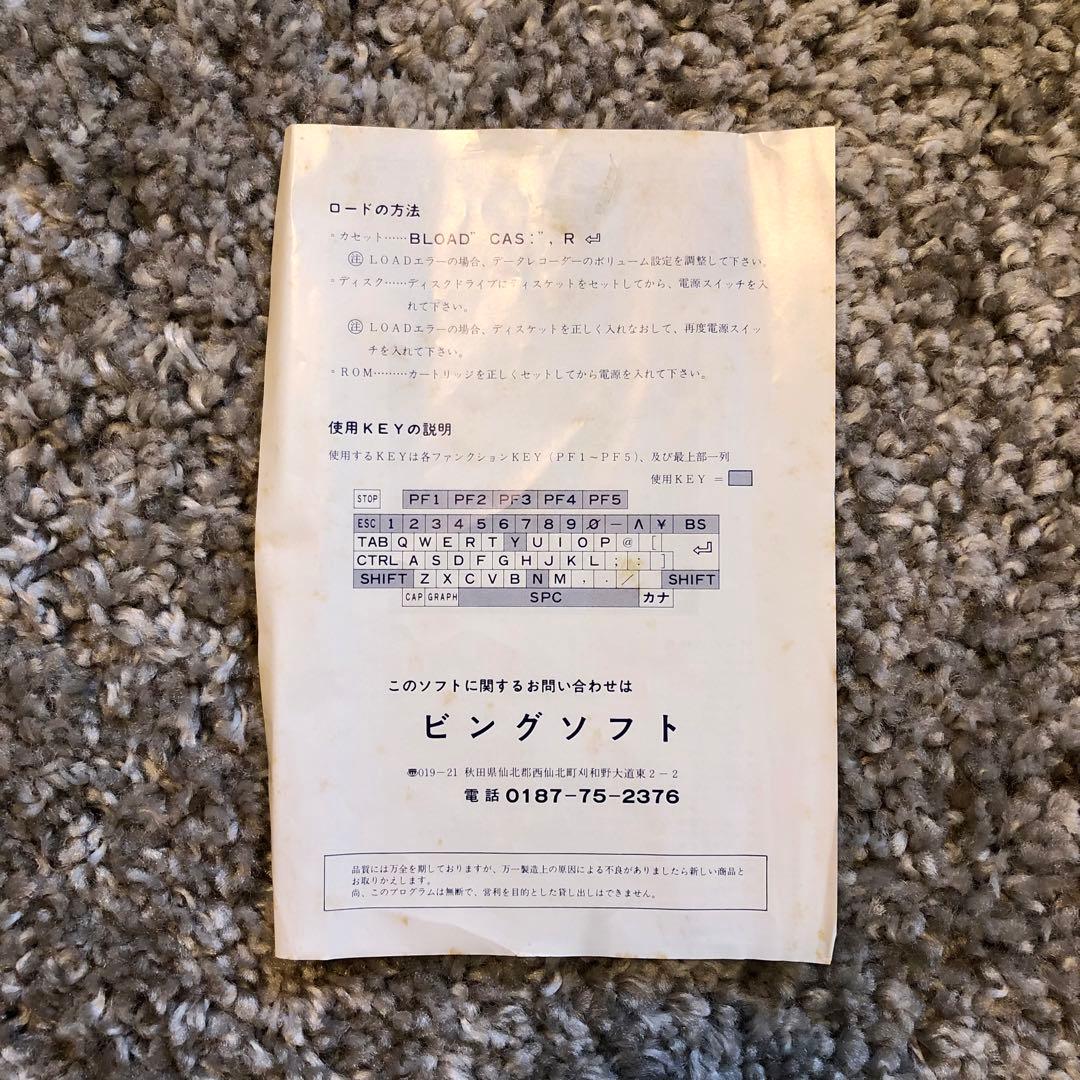 ロードの方法
°カセット……BLOAD" CAS:", R ⏎
㊟ LOADエラーの場合、データレコーダーのボリューム設定を調整して下さい。
°ディスク……ディスクドライブにディスケットをセットしてから、電源スイッチを入
れて下さい。
㊟ LOADエラーの場合、ディスケットを正しく入れなおして、再度電源スイッ
チを入れて下さい。
°ROM………カートリッジを正しくセットしてから電源を入れて下さい。
使用KEYの説明
使用するKEYは各ファンクションKEY(PF1〜PF5)、及び最上部一列
使用KEY =
STOP PF1 PF2 PF3 PF4 PF5
ESC 1 2 3 4 5 6 7 8 9 0 − ∧ ¥ BS
TAB Q W E R T Y U I O P @ [ ⏎
CTRL A S D F G H J K L ; : ]
SHIFT Z X C V B N M , . / SHIFT
CAP GRAPH SPC カナ
このソフトに関するお問い合わせは
ビングソフト
〠019−21 秋田県仙北郡西仙北町刈和野大道東2−2
電話 0187−75−2376
品質には万全を期しておりますが、万一製造上の原因による不良がありましたら新しい商品と
お取りかえします。
尚、このプログラムは無断で、営利を目的とした貸し出しはできません。